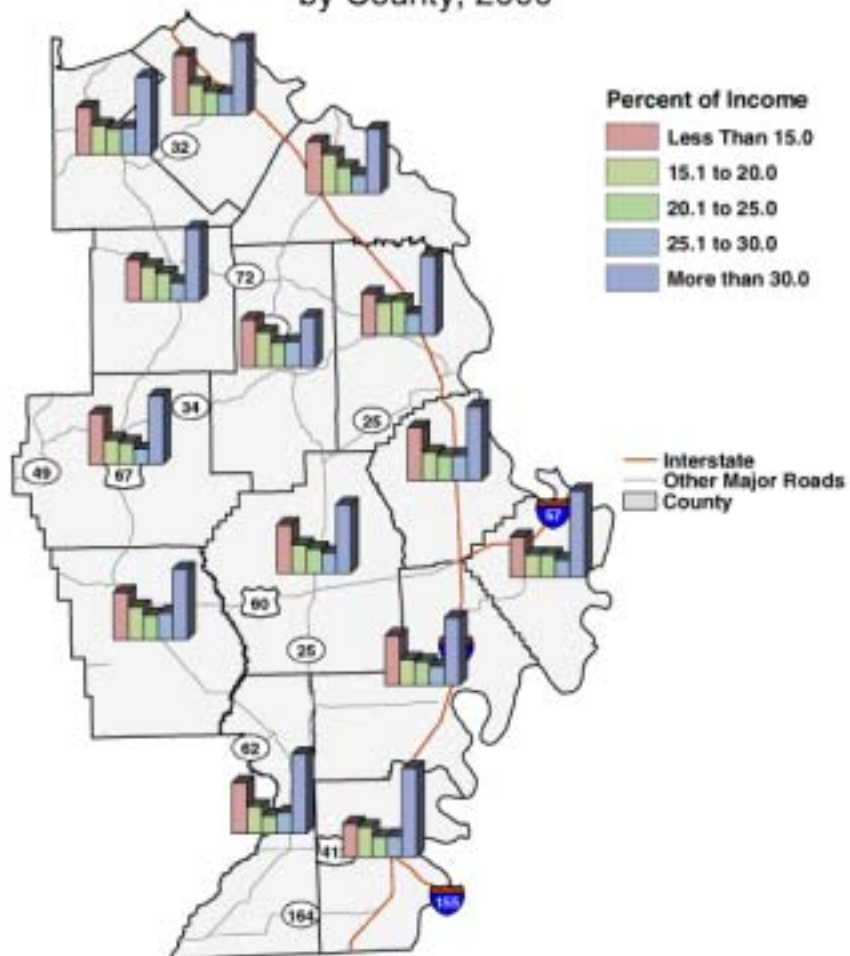 by County, 2000
Percent of Income
Less Than 15.0
15.1 to 20.0
20.1 to 25.0
25.1 to 30.0
More than 30.0
32
72
34
25
49
67
Interstate
Other Major Roads
County
57
60
25
62
155
164